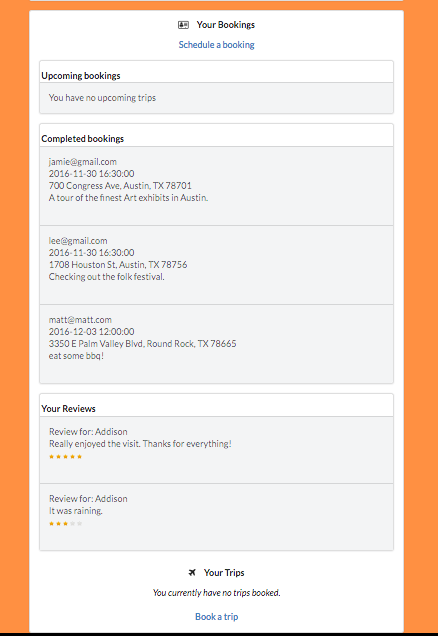 Your Bookings
Schedule a booking
Upcoming bookings
You have no upcoming trips
Completed bookings
jamie@gmail.com
2016-11-30 16:30:00
700 Congress Ave, Austin, TX 78701
A tour of the finest Art exhibits in Austin.
lee@gmail.com
2016-11-30 16:30:00
1708 Houston St, Austin, TX 78756
Checking out the folk festival.
matt@matt.com
2016-12-03 12:00:00
3350 E Palm Valley Blvd, Round Rock, TX 78665
eat some bbq!
Your Reviews
Review for: Addison
Really enjoyed the visit. Thanks for everything!
Review for: Addison
It was raining.
Your Trips
You currently have no trips booked.
Book a trip